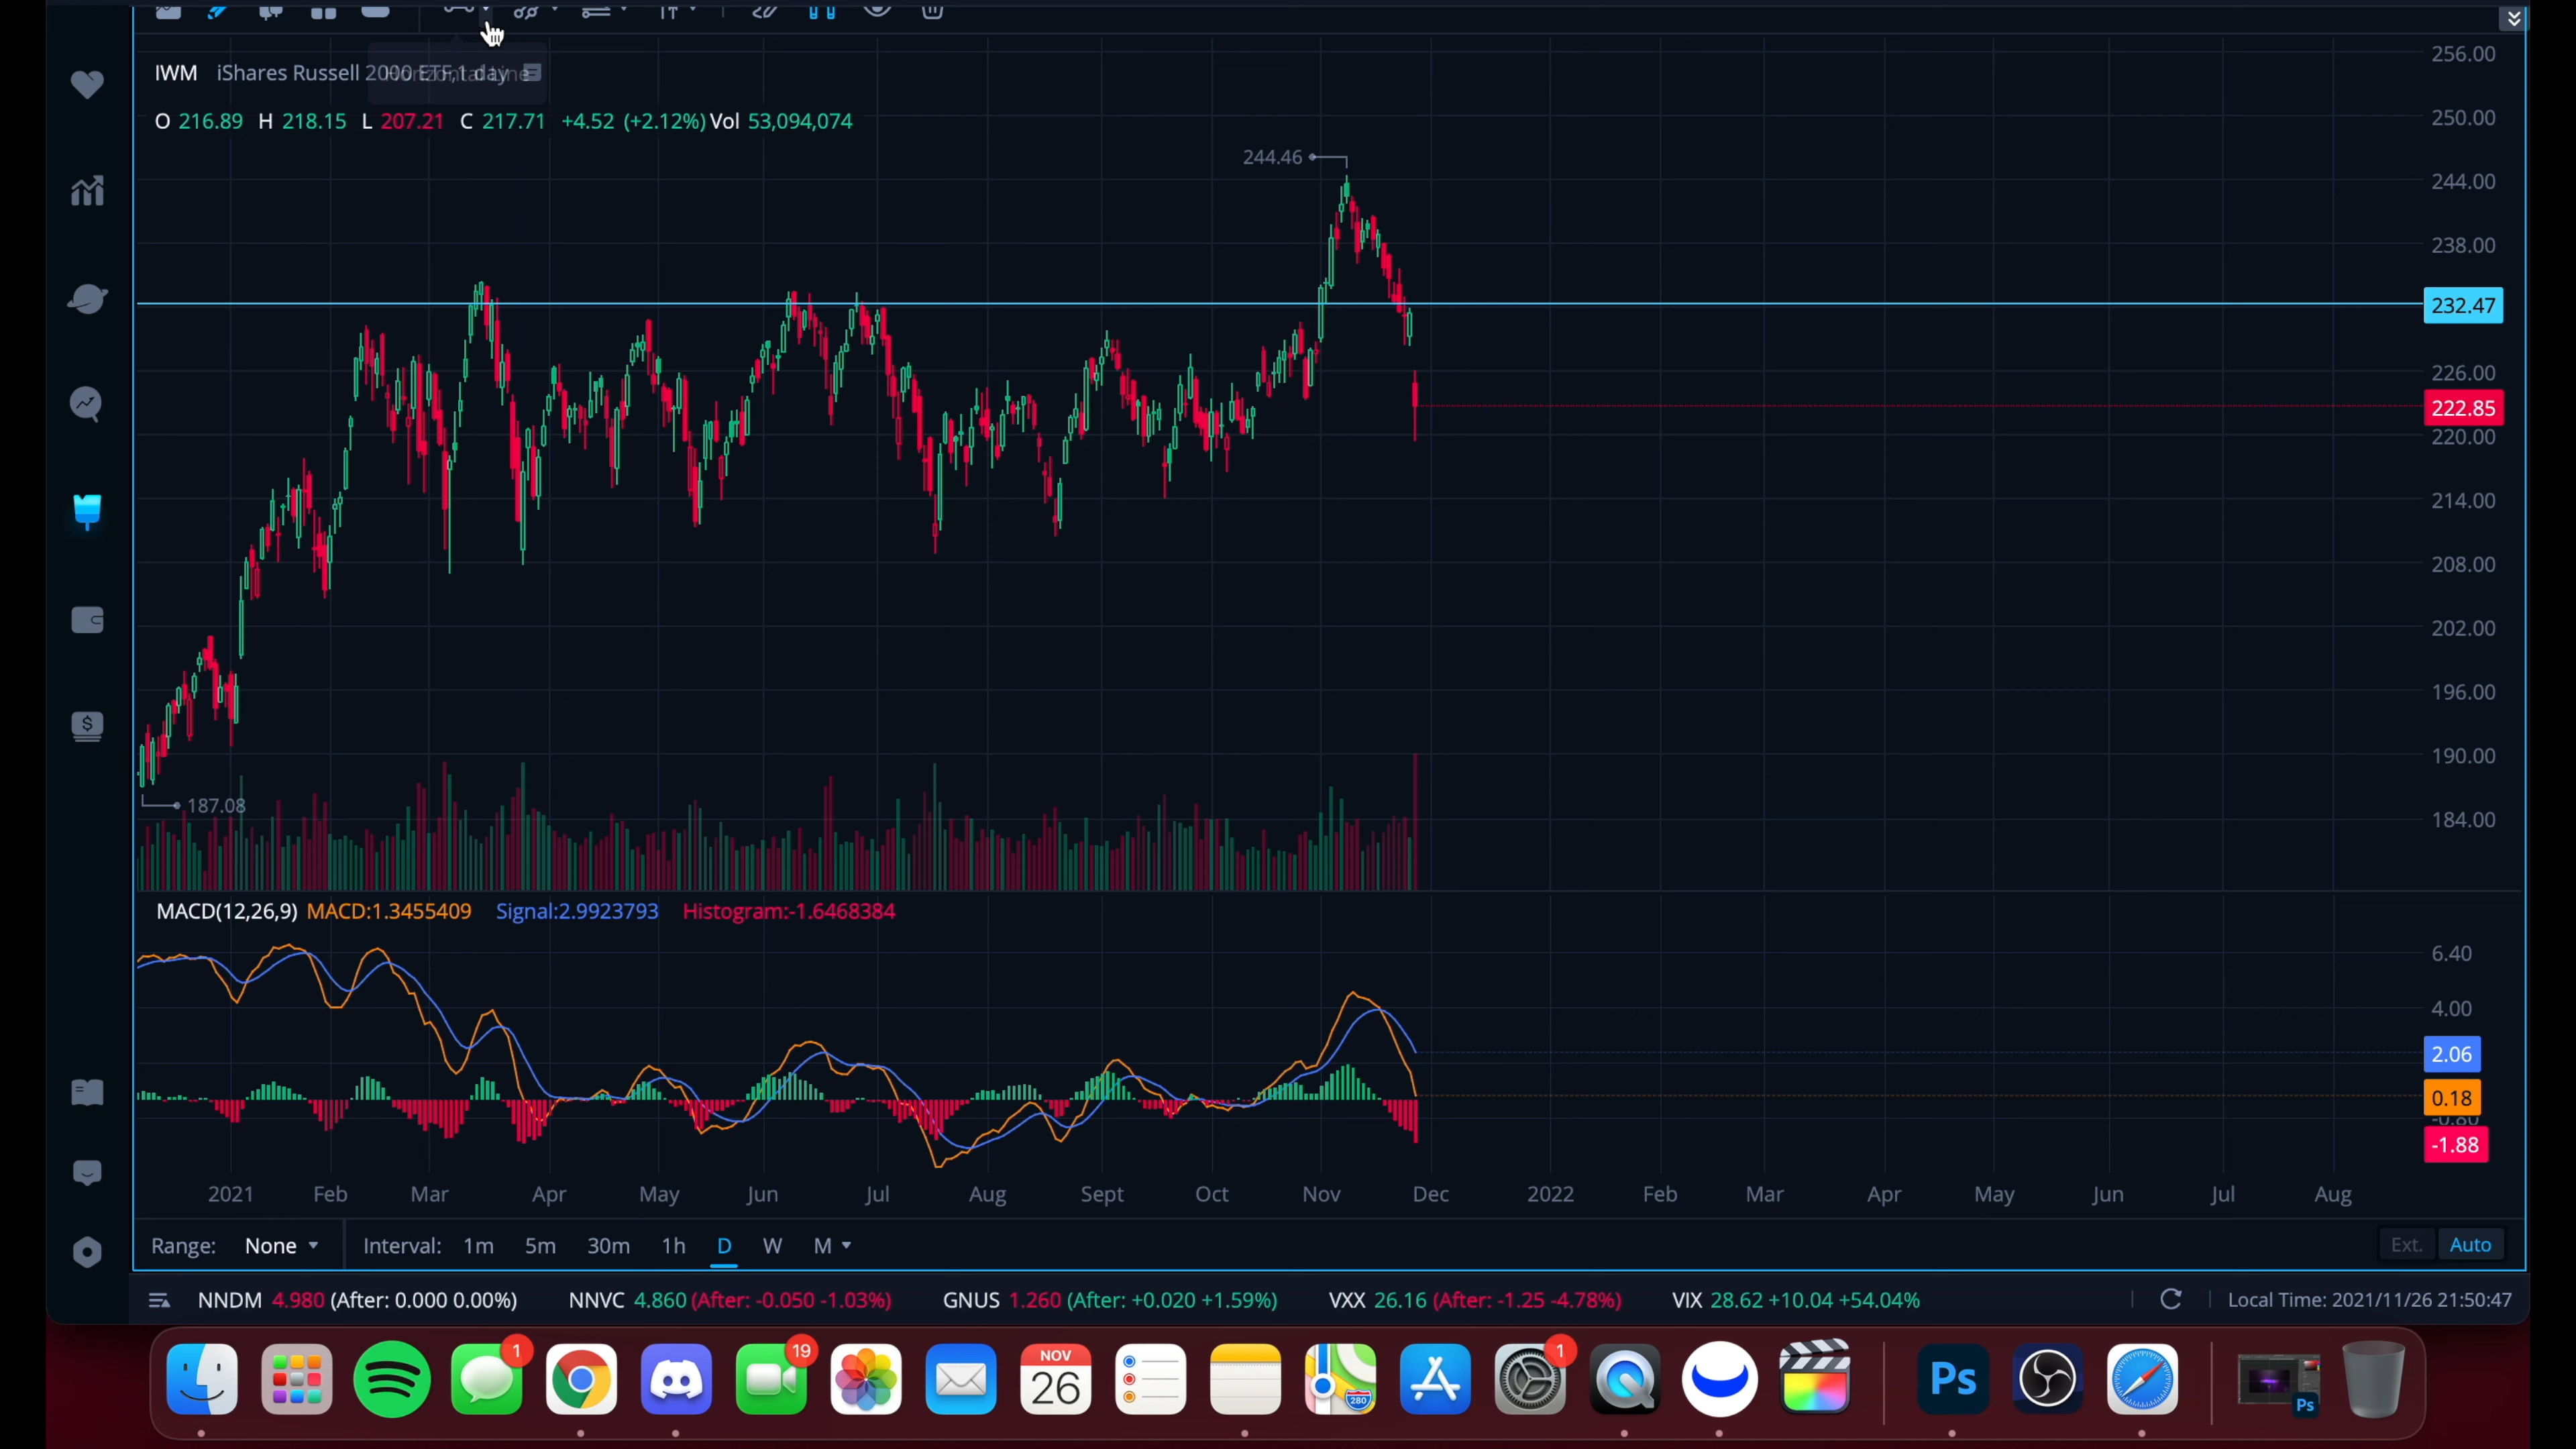 IWM iShares Russell 2000 ETF,1 day
Horizontal Line
O 216.89 H 218.15 L 207.21 C 217.71 +4.52 (+2.12%) Vol 53,094,074
244.46
187.08
256.00
250.00
244.00
238.00
232.47
226.00
222.85
220.00
214.00
208.00
202.00
196.00
190.00
184.00
MACD(12,26,9) MACD:1.3455409 Signal:2.9923793 Histogram:-1.6468384
6.40
4.00
2.06
0.18
-0.80
-1.88
2021 Feb Mar Apr May Jun Jul Aug Sept Oct Nov Dec 2022 Feb Mar Apr May Jun Jul Aug
Range: None Interval: 1m 5m 30m 1h D W M Ext. Auto
NNDM 4.980 (After: 0.000 0.00%) NNVC 4.860 (After: -0.050 -1.03%) GNUS 1.260 (After: +0.020 +1.59%) VXX 26.16 (After: -1.25 -4.78%) VIX 28.62 +10.04 +54.04% Local Time: 2021/11/26 21:50:47
1
19
NOV
26
280
1
Ps
Ps